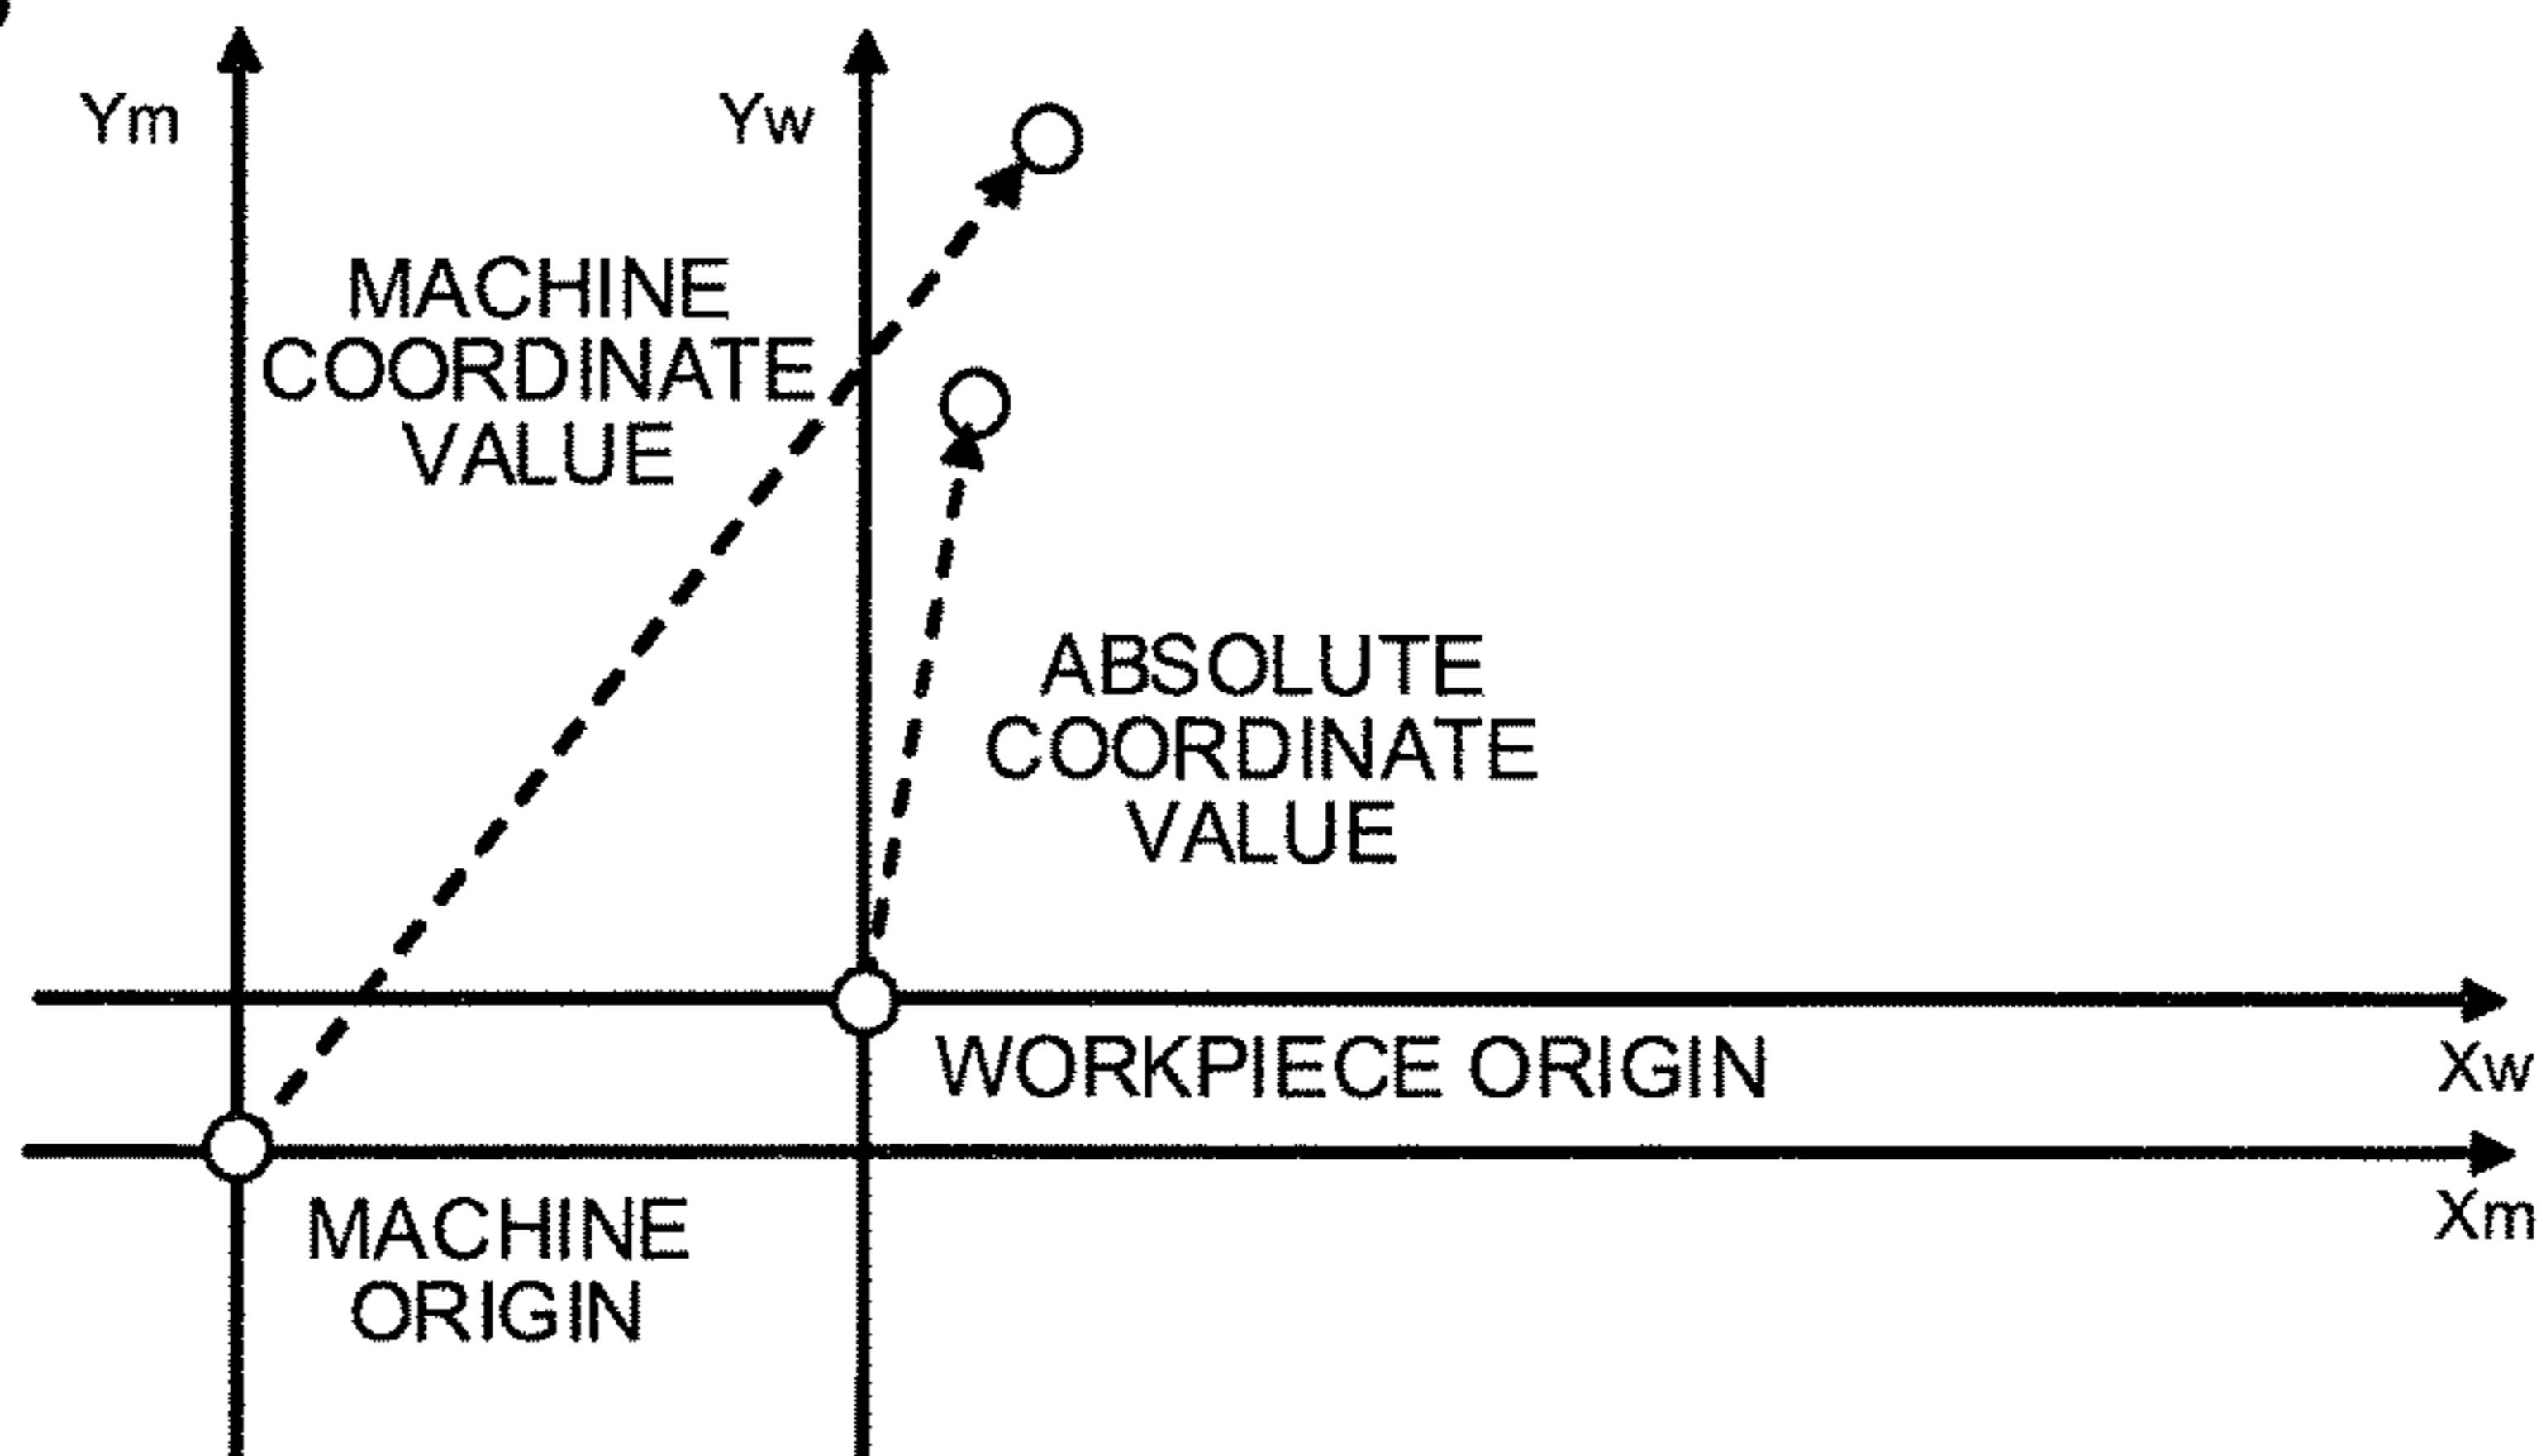 Ym
Yw
MACHINE
COORDINATE
VALUE
ABSOLUTE
COORDINATE
VALUE
WORKPIECE ORIGIN
Xw
MACHINE
ORIGIN
Xm